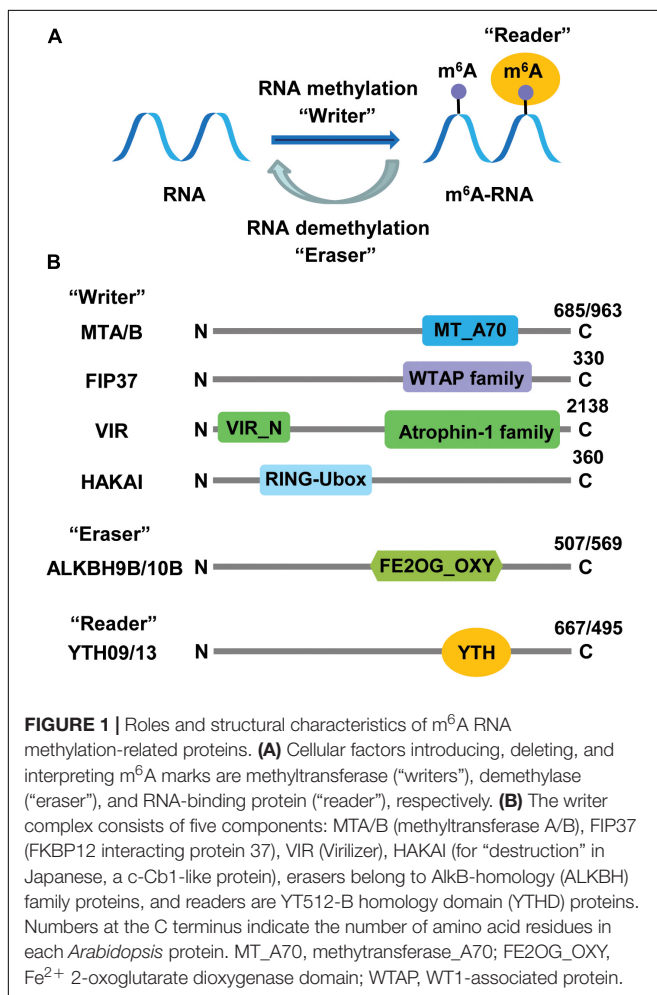 A
"Reader"
m⁶A
m⁶A
RNA methylation
"Writer"
RNA
m⁶A-RNA
RNA demethylation
"Eraser"
B
"Writer"
685/963
MTA/B N MT_A70 C
330
FIP37 N WTAP family C
2138
VIR N VIR_N Atrophin-1 family C
360
HAKAI N RING-Ubox C
"Eraser"
507/569
ALKBH9B/10B N FE2OG_OXY C
"Reader"
667/495
YTH09/13 N YTH C
FIGURE 1 | Roles and structural characteristics of m⁶A RNA
methylation-related proteins. (A) Cellular factors introducing, deleting, and
interpreting m⁶A marks are methyltransferase ("writers"), demethylase
("eraser"), and RNA-binding protein ("reader"), respectively. (B) The writer
complex consists of five components: MTA/B (methyltransferase A/B), FIP37
(FKBP12 interacting protein 37), VIR (Virilizer), HAKAI (for "destruction" in
Japanese, a c-Cb1-like protein), erasers belong to AlkB-homology (ALKBH)
family proteins, and readers are YT512-B homology domain (YTHD) proteins.
Numbers at the C terminus indicate the number of amino acid residues in
each Arabidopsis protein. MT_A70, methytransferase_A70; FE2OG_OXY,
Fe²⁺ 2-oxoglutarate dioxygenase domain; WTAP, WT1-associated protein.